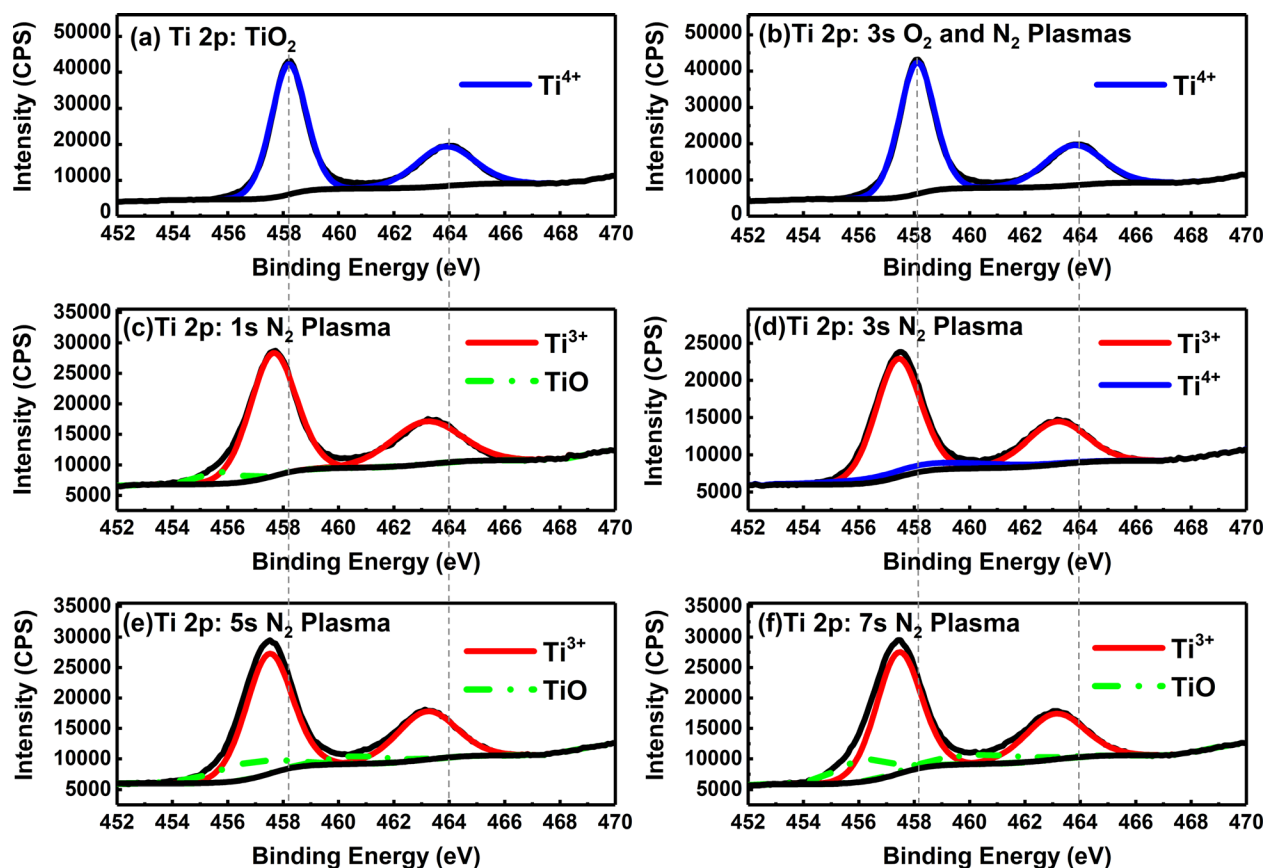 (a) Ti 2p: TiO₂
Ti⁴⁺
Intensity (CPS)
50000
40000
30000
20000
10000
0
452 454 456 458 460 462 464 466 468 470
Binding Energy (eV)
(b)Ti 2p: 3s O₂ and N₂ Plasmas
Ti⁴⁺
Intensity (CPS)
50000
40000
30000
20000
10000
0
452 454 456 458 460 462 464 466 468 470
Binding Energy (eV)
(c)Ti 2p: 1s N₂ Plasma
Ti³⁺
TiO
Intensity (CPS)
35000
30000
25000
20000
15000
10000
5000
452 454 456 458 460 462 464 466 468 470
Binding Energy (eV)
(d)Ti 2p: 3s N₂ Plasma
Ti³⁺
Ti⁴⁺
Intensity (CPS)
25000
20000
15000
10000
5000
452 454 456 458 460 462 464 466 468 470
Binding Energy (eV)
(e)Ti 2p: 5s N₂ Plasma
Ti³⁺
TiO
Intensity (CPS)
35000
30000
25000
20000
15000
10000
5000
452 454 456 458 460 462 464 466 468 470
Binding Energy (eV)
(f)Ti 2p: 7s N₂ Plasma
Ti³⁺
TiO
Intensity (CPS)
35000
30000
25000
20000
15000
10000
5000
452 454 456 458 460 462 464 466 468 470
Binding Energy (eV)